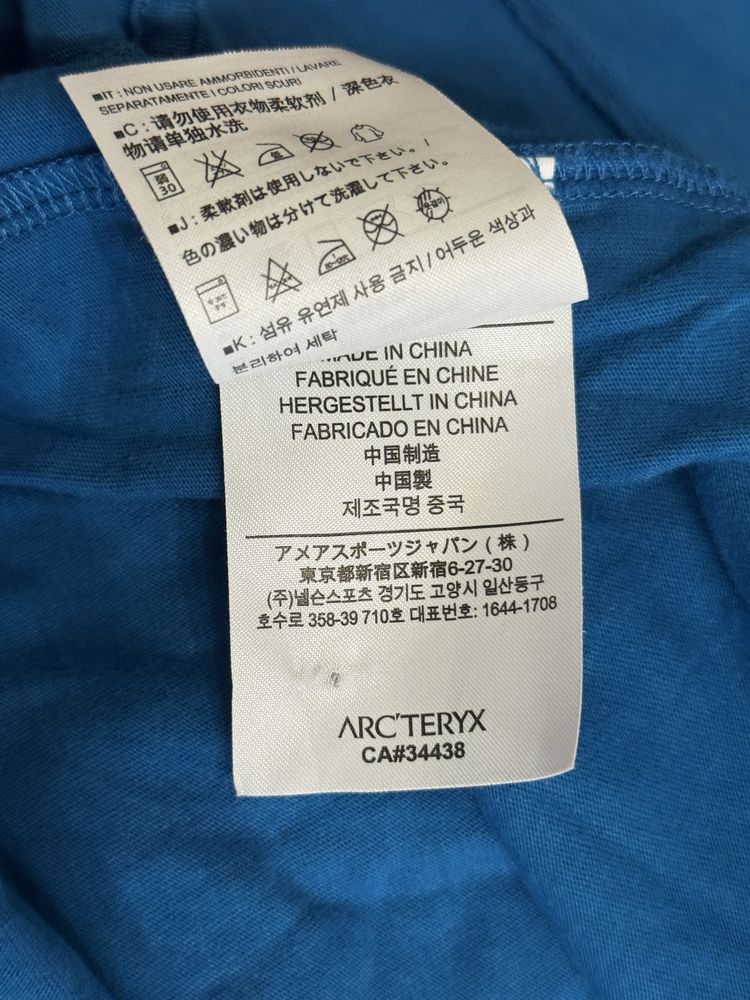 ■IT : NON USARE AMMORBIDENTI / LAVARE
SEPARATAMENTE I COLORI SCURI
■C : 请勿使用衣物柔软剂 / 深色衣
物请单独水洗
弱
30
■J : 柔軟剤は使用しないで下さい。/
色の濃い物は分けて洗濯して下さい。
■K : 섬유 유연제 사용 금지 / 어두운 색상과
분리하여 세탁
MADE IN CHINA
FABRIQUÉ EN CHINE
HERGESTELLT IN CHINA
FABRICADO EN CHINA
中国制造
中国製
제조국명 중국
アメアスポーツジャパン ( 株 )
東京都新宿区新宿6-27-30
(주)넬슨스포츠 경기도 고양시 일산동구
호수로 358-39 710호 대표번호: 1644-1708
ARC'TERYX
CA#34438